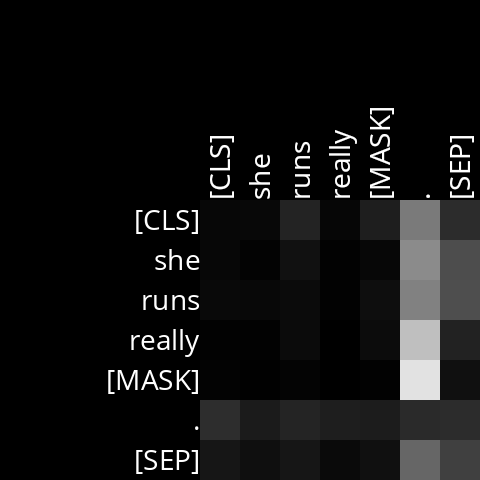 [CLS] she runs really [MASK] . [SEP]
[CLS]
she
runs
really
[MASK]
.
[SEP]